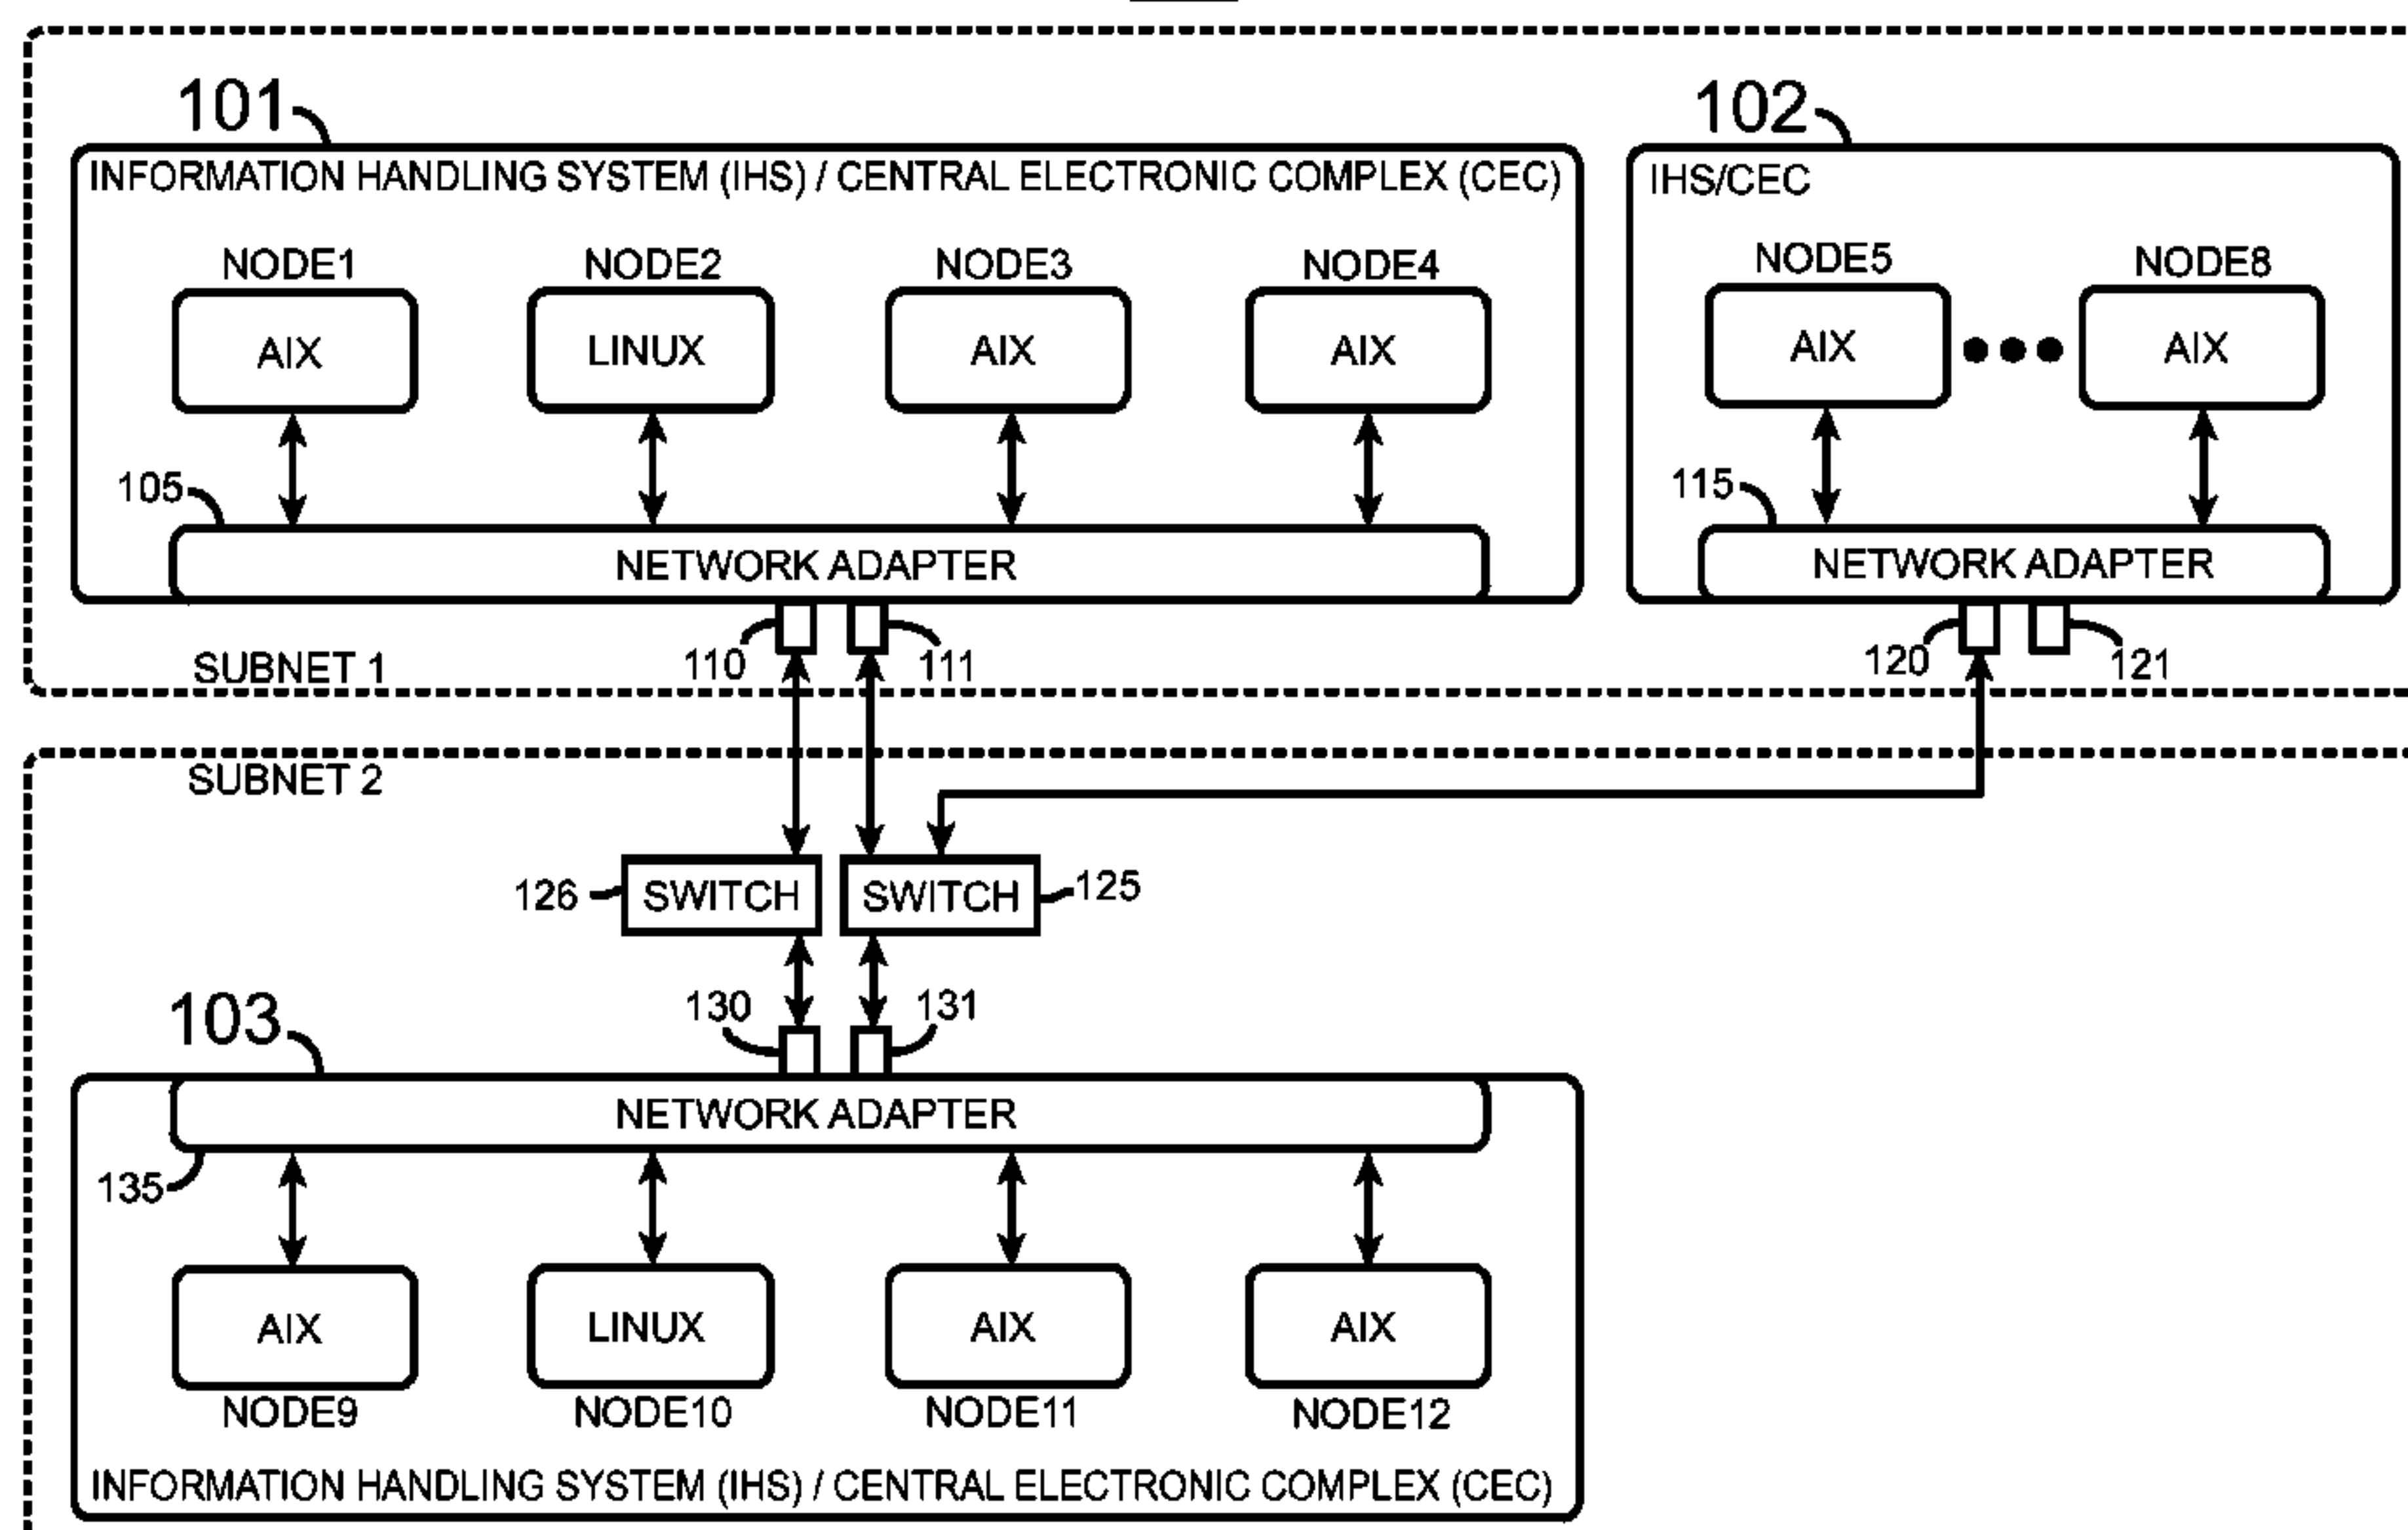 101
102
INFORMATION HANDLING SYSTEM (IHS) / CENTRAL ELECTRONIC COMPLEX (CEC)
IHS/CEC
NODE1 NODE2 NODE3 NODE4
NODE5 NODE8
AIX LINUX AIX AIX
AIX AIX
105
115
NETWORK ADAPTER
NETWORK ADAPTER
110 111
120 121
SUBNET 1
SUBNET 2
126 SWITCH SWITCH 125
130 131
103
NETWORK ADAPTER
135
AIX LINUX AIX AIX
NODE9 NODE10 NODE11 NODE12
INFORMATION HANDLING SYSTEM (IHS) / CENTRAL ELECTRONIC COMPLEX (CEC)